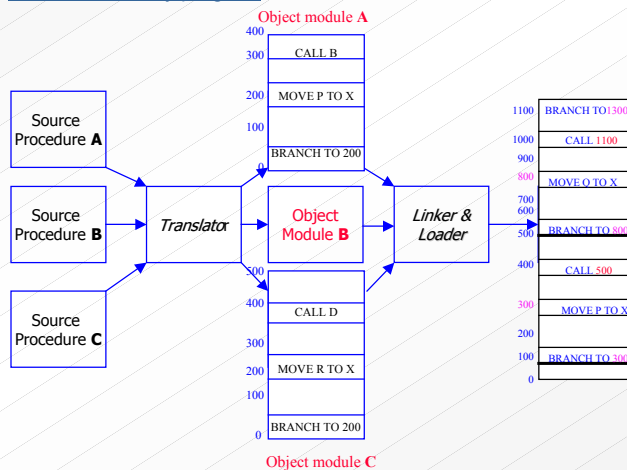 Object module A
400
300
CALL B
200
MOVE P TO X
100
0
BRANCH TO 200
Source
Procedure A
Source
Procedure B
Source
Procedure C
Translator
Object
Module B
Linker &
Loader
500
400
CALL D
300
200
MOVE R TO X
100
0
BRANCH TO 200
Object module C
1100
BRANCH TO1300
1000
CALL 1100
900
800
MOVE Q TO X
700
600
500
BRANCH TO 800
400
CALL 500
300
MOVE P TO X
200
100
BRANCH TO 300
0